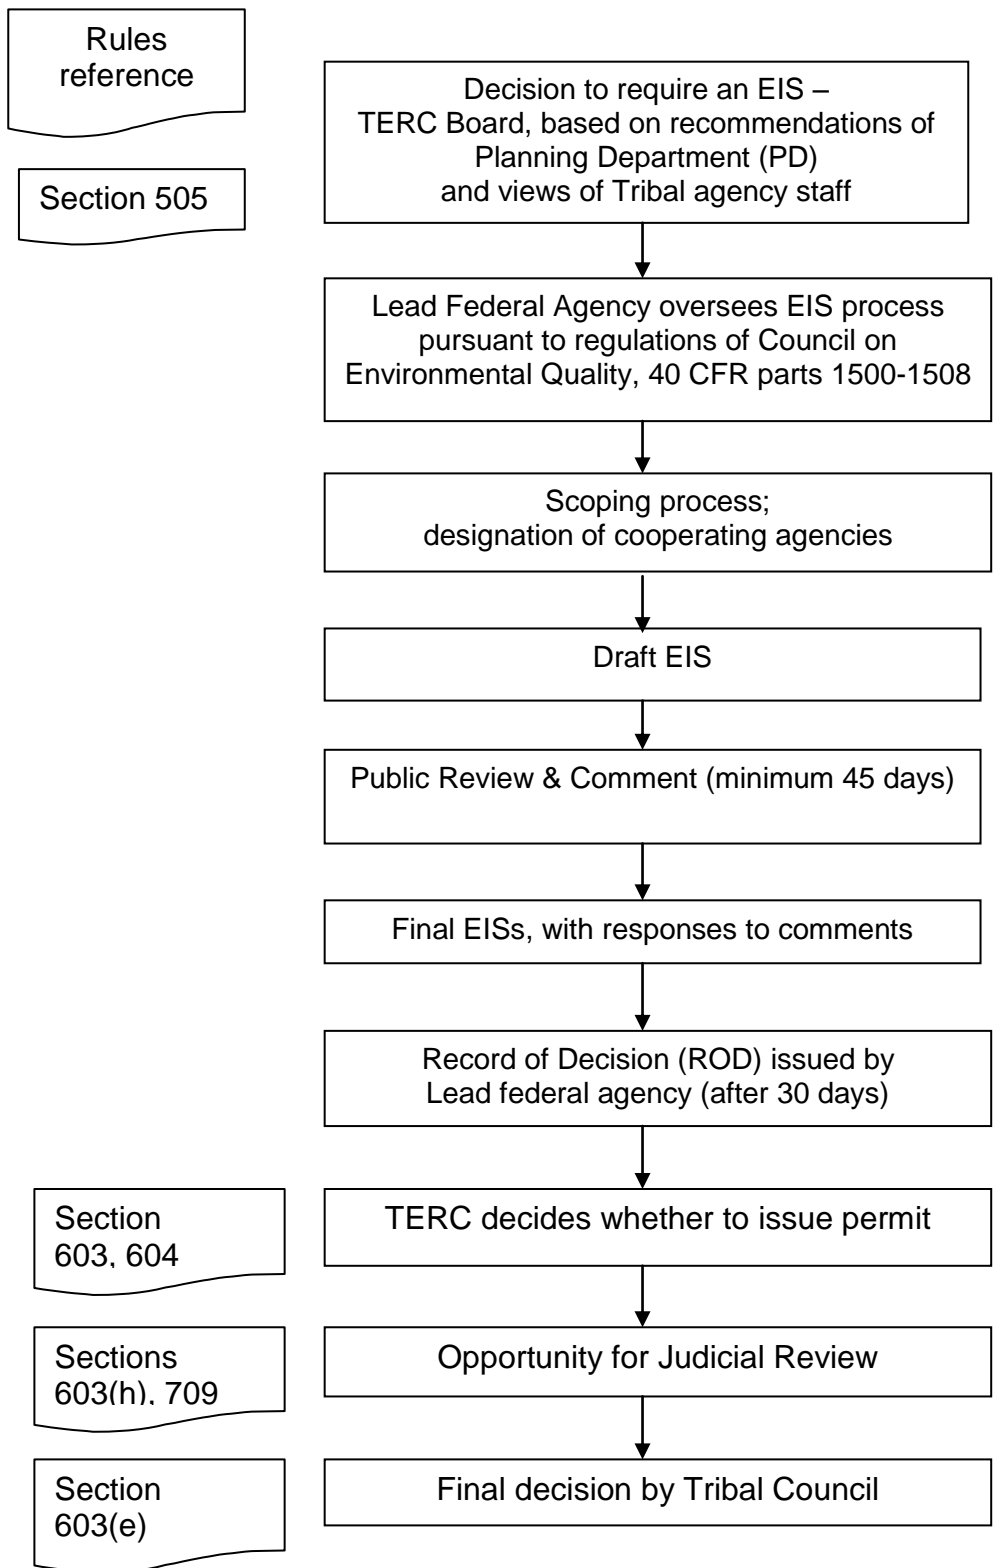 Rules
reference
Decision to require an EIS –
TERC Board, based on recommendations of
Planning Department (PD)
and views of Tribal agency staff
Section 505
Lead Federal Agency oversees EIS process
pursuant to regulations of Council on
Environmental Quality, 40 CFR parts 1500-1508
Scoping process;
designation of cooperating agencies
Draft EIS
Public Review & Comment (minimum 45 days)
Final EISs, with responses to comments
Record of Decision (ROD) issued by
Lead federal agency (after 30 days)
Section
603, 604
TERC decides whether to issue permit
Sections
603(h), 709
Opportunity for Judicial Review
Section
603(e)
Final decision by Tribal Council